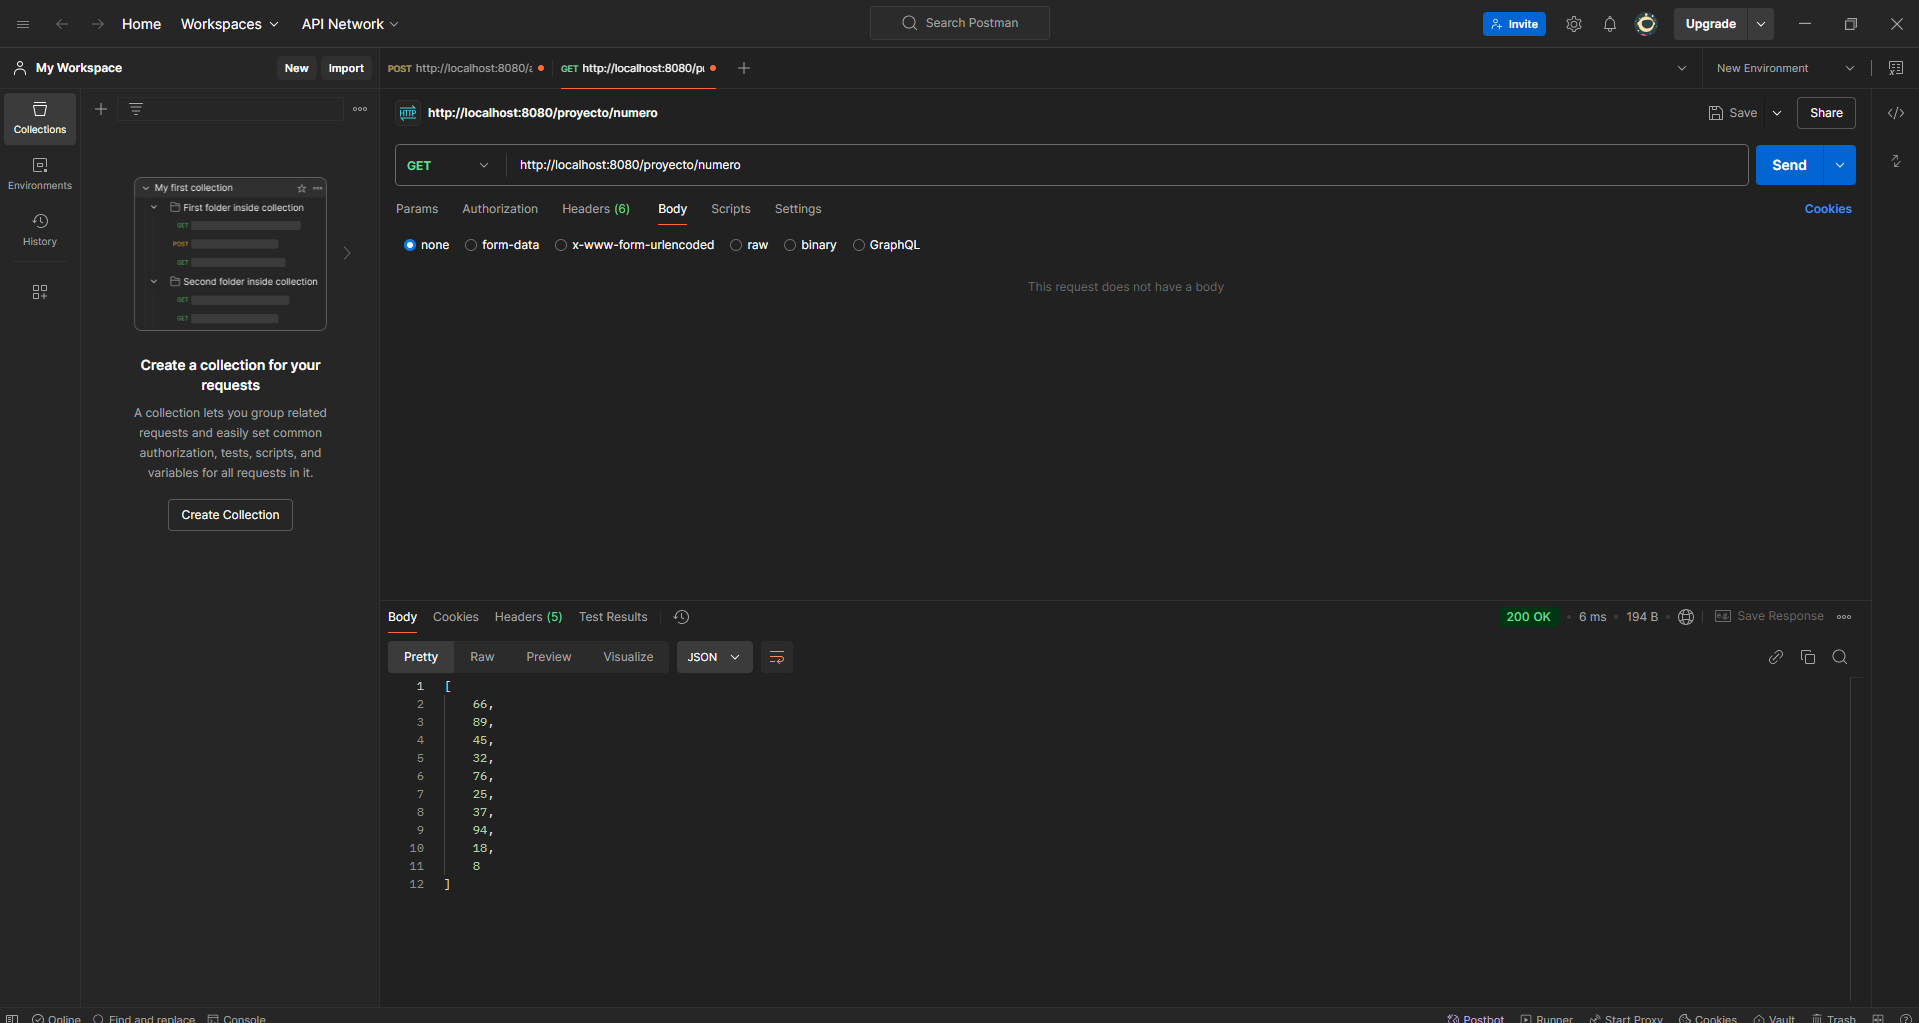 Home Workspaces API Network Search Postman Invite Upgrade
My Workspace New Import POST http://localhost:8080/a GET http://localhost:8080/pr New Environment
Collections
Environments
History
My first collection
First folder inside collection
GET
POST
GET
Second folder inside collection
GET
GET
Create a collection for your
requests
A collection lets you group related
requests and easily set common
authorization, tests, scripts, and
variables for all requests in it.
Create Collection
HTTP http://localhost:8080/proyecto/numero Save Share
GET http://localhost:8080/proyecto/numero Send
Params Authorization Headers (6) Body Scripts Settings Cookies
none form-data x-www-form-urlencoded raw binary GraphQL
This request does not have a body
Body Cookies Headers (5) Test Results 200 OK 6 ms 194 B e.g. Save Response
Pretty Raw Preview Visualize JSON
1 [
2 66,
3 89,
4 45,
5 32,
6 76,
7 25,
8 37,
9 94,
10 18,
11 8
12 ]
Online Find and replace Console Postbot Runner Start Proxy Cookies Vault Trash